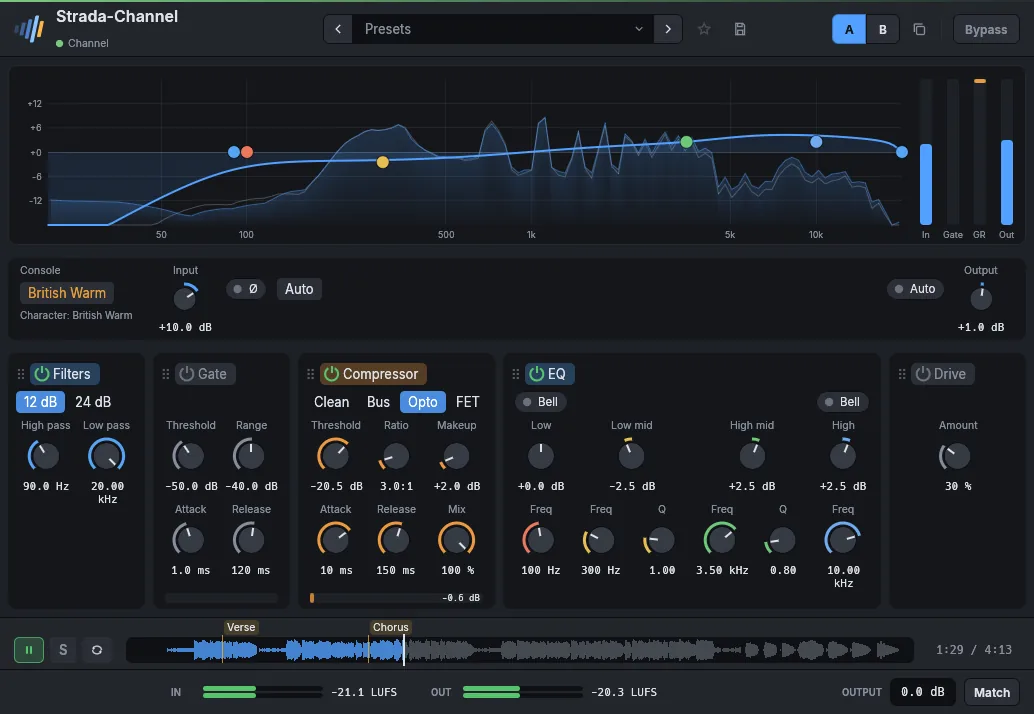 Strada-Channel
Channel
Presets
A B
Bypass
+12
+6
+0
-6
-12
50 100 500 1k 5k 10k
In Gate GR Out
Console Input Output
British Warm Ø Auto Auto
Character: British Warm
+10.0 dB +1.0 dB
Filters Gate Compressor EQ Drive
12 dB 24 dB Clean Bus Opto FET Bell Bell
High pass Low pass Threshold Range Threshold Ratio Makeup Low Low mid High mid High Amount
90.0 Hz 20.00 kHz -50.0 dB -40.0 dB -20.5 dB 3.0:1 +2.0 dB +0.0 dB -2.5 dB +2.5 dB +2.5 dB 30 %
Attack Release Attack Release Mix Freq Freq Q Freq Q Freq
1.0 ms 120 ms 10 ms 150 ms 100 % 100 Hz 300 Hz 1.00 3.50 kHz 0.80 10.00 kHz
-0.6 dB
Verse Chorus
S
1:29 / 4:13
IN -21.1 LUFS OUT -20.3 LUFS OUTPUT 0.0 dB Match